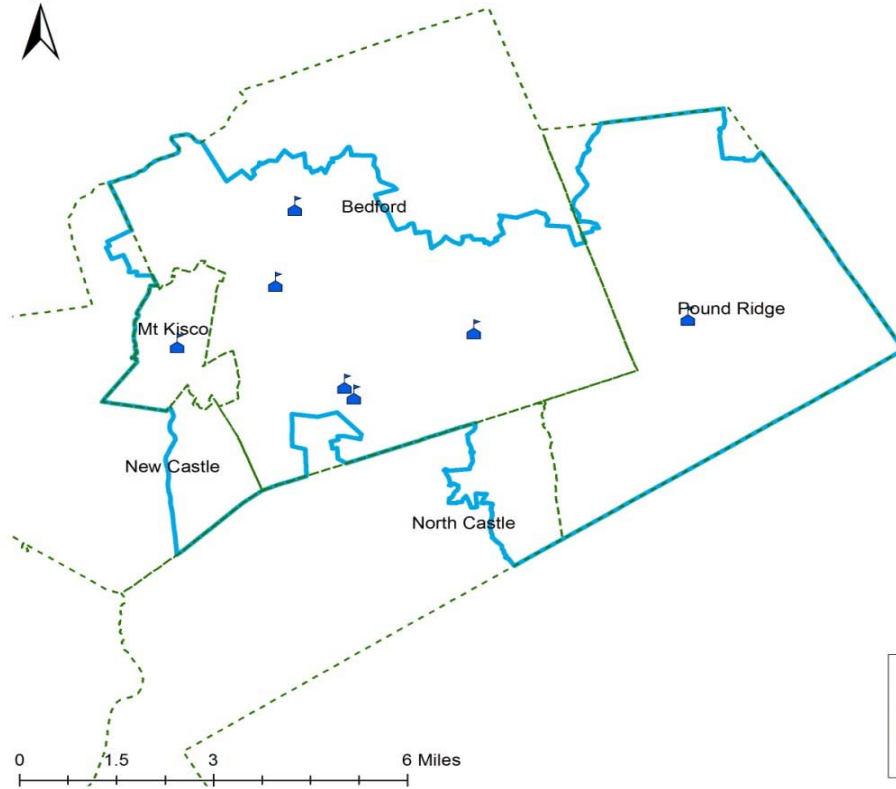 Bedford
Pound Ridge
Mt Kisco
New Castle
North Castle
0 1.5 3 6 Miles